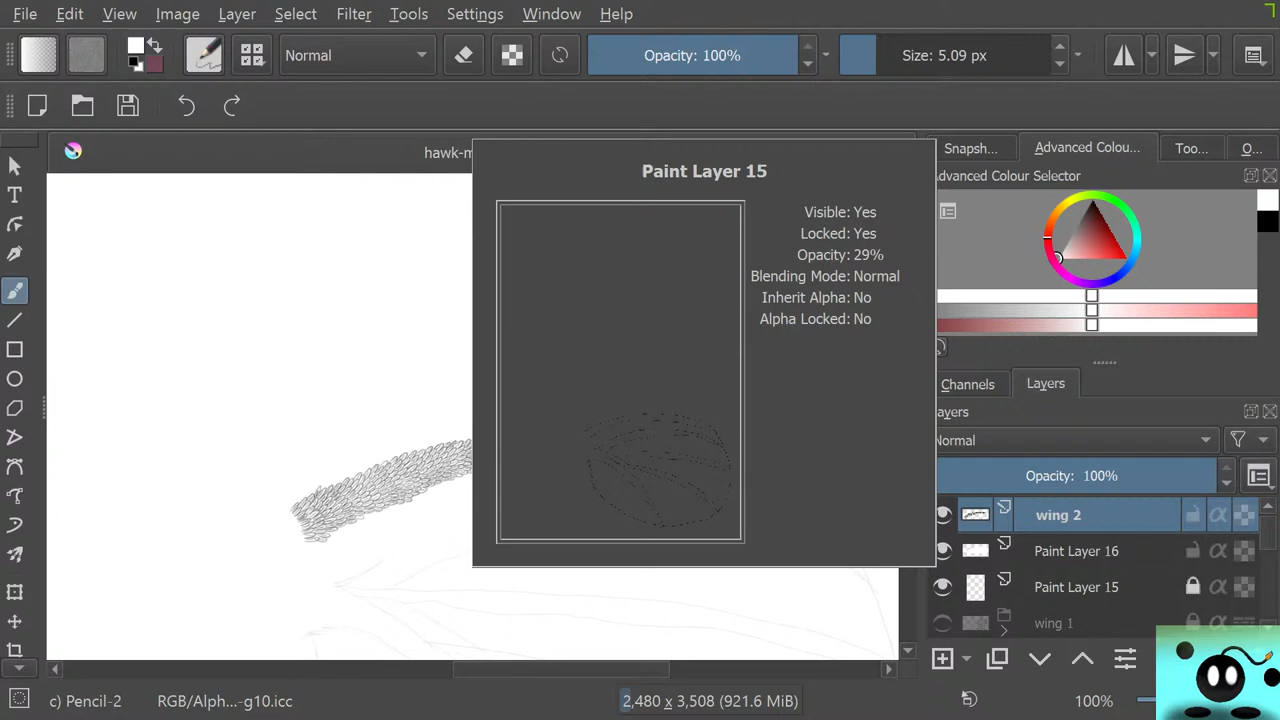 File Edit View Image Layer Select Filter Tools Settings Window Help
Normal Opacity: 100% Size: 5.09 px
hawk-m
Snapsh... Advanced Colou... Too... O...
Advanced Colour Selector
Paint Layer 15
Visible: Yes
Locked: Yes
Opacity: 29%
Blending Mode: Normal
Inherit Alpha: No
Alpha Locked: No
Channels Layers
ayers
Normal
Opacity: 100%
wing 2
Paint Layer 16
Paint Layer 15
wing 1
c) Pencil-2 RGB/Alph...-g10.icc 2,480 x 3,508 (921.6 MiB) 100%